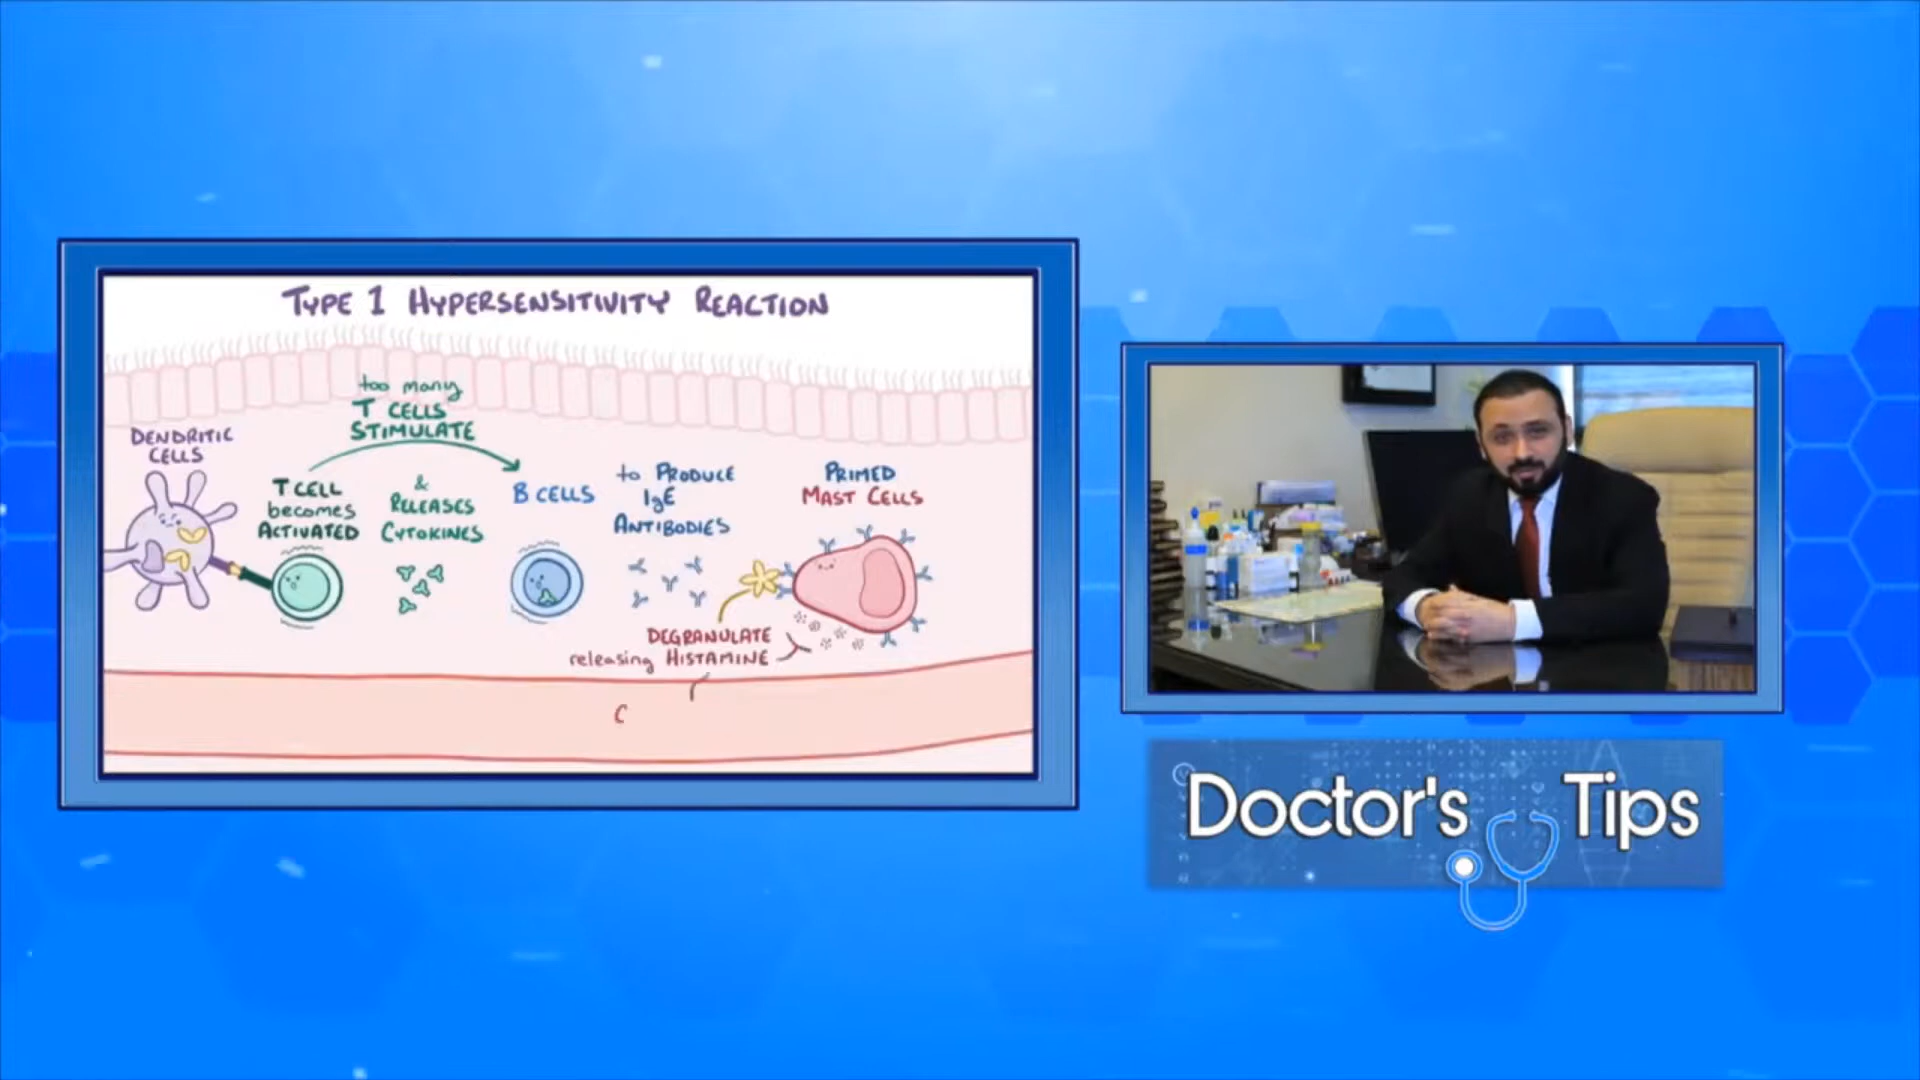 TYPE 1 HYPERSENSITIVITY REACTION
too many
T CELLS
STIMULATE
DENDRITIC
CELLS
T CELL
becomes
ACTIVATED
&
RELEASES
CYTOKINES
B CELLS
to PRODUCE
IgE
ANTIBODIES
PRIMED
MAST CELLS
DEGRANULATE
releasing HISTAMINE
C
Doctor's Tips